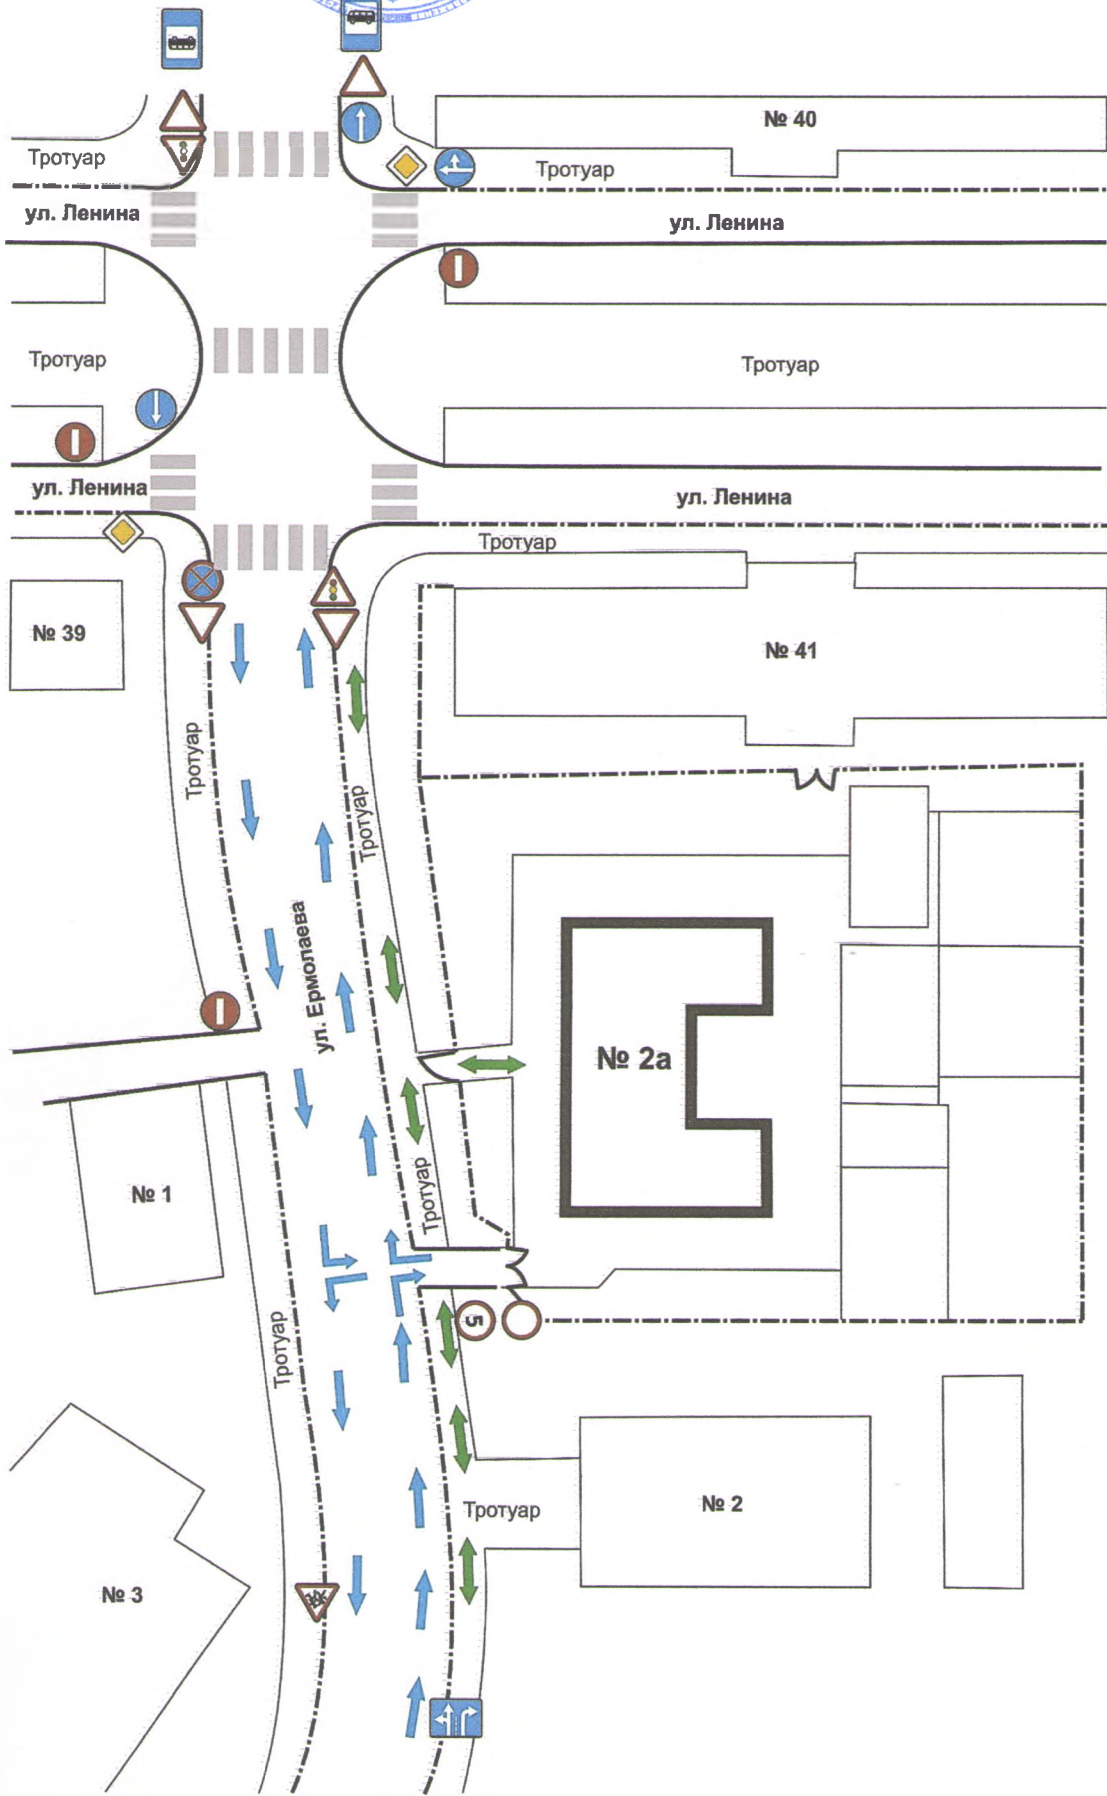 № 40
Тротуар
Тротуар
ул. Ленина
ул. Ленина
Тротуар
Тротуар
ул. Ленина
ул. Ленина
Тротуар
№ 39
№ 41
Тротуар
Тротуар
ул. Ермолаева
№ 2а
Тротуар
№ 1
5
Тротуар
№ 2
Тротуар
№ 3